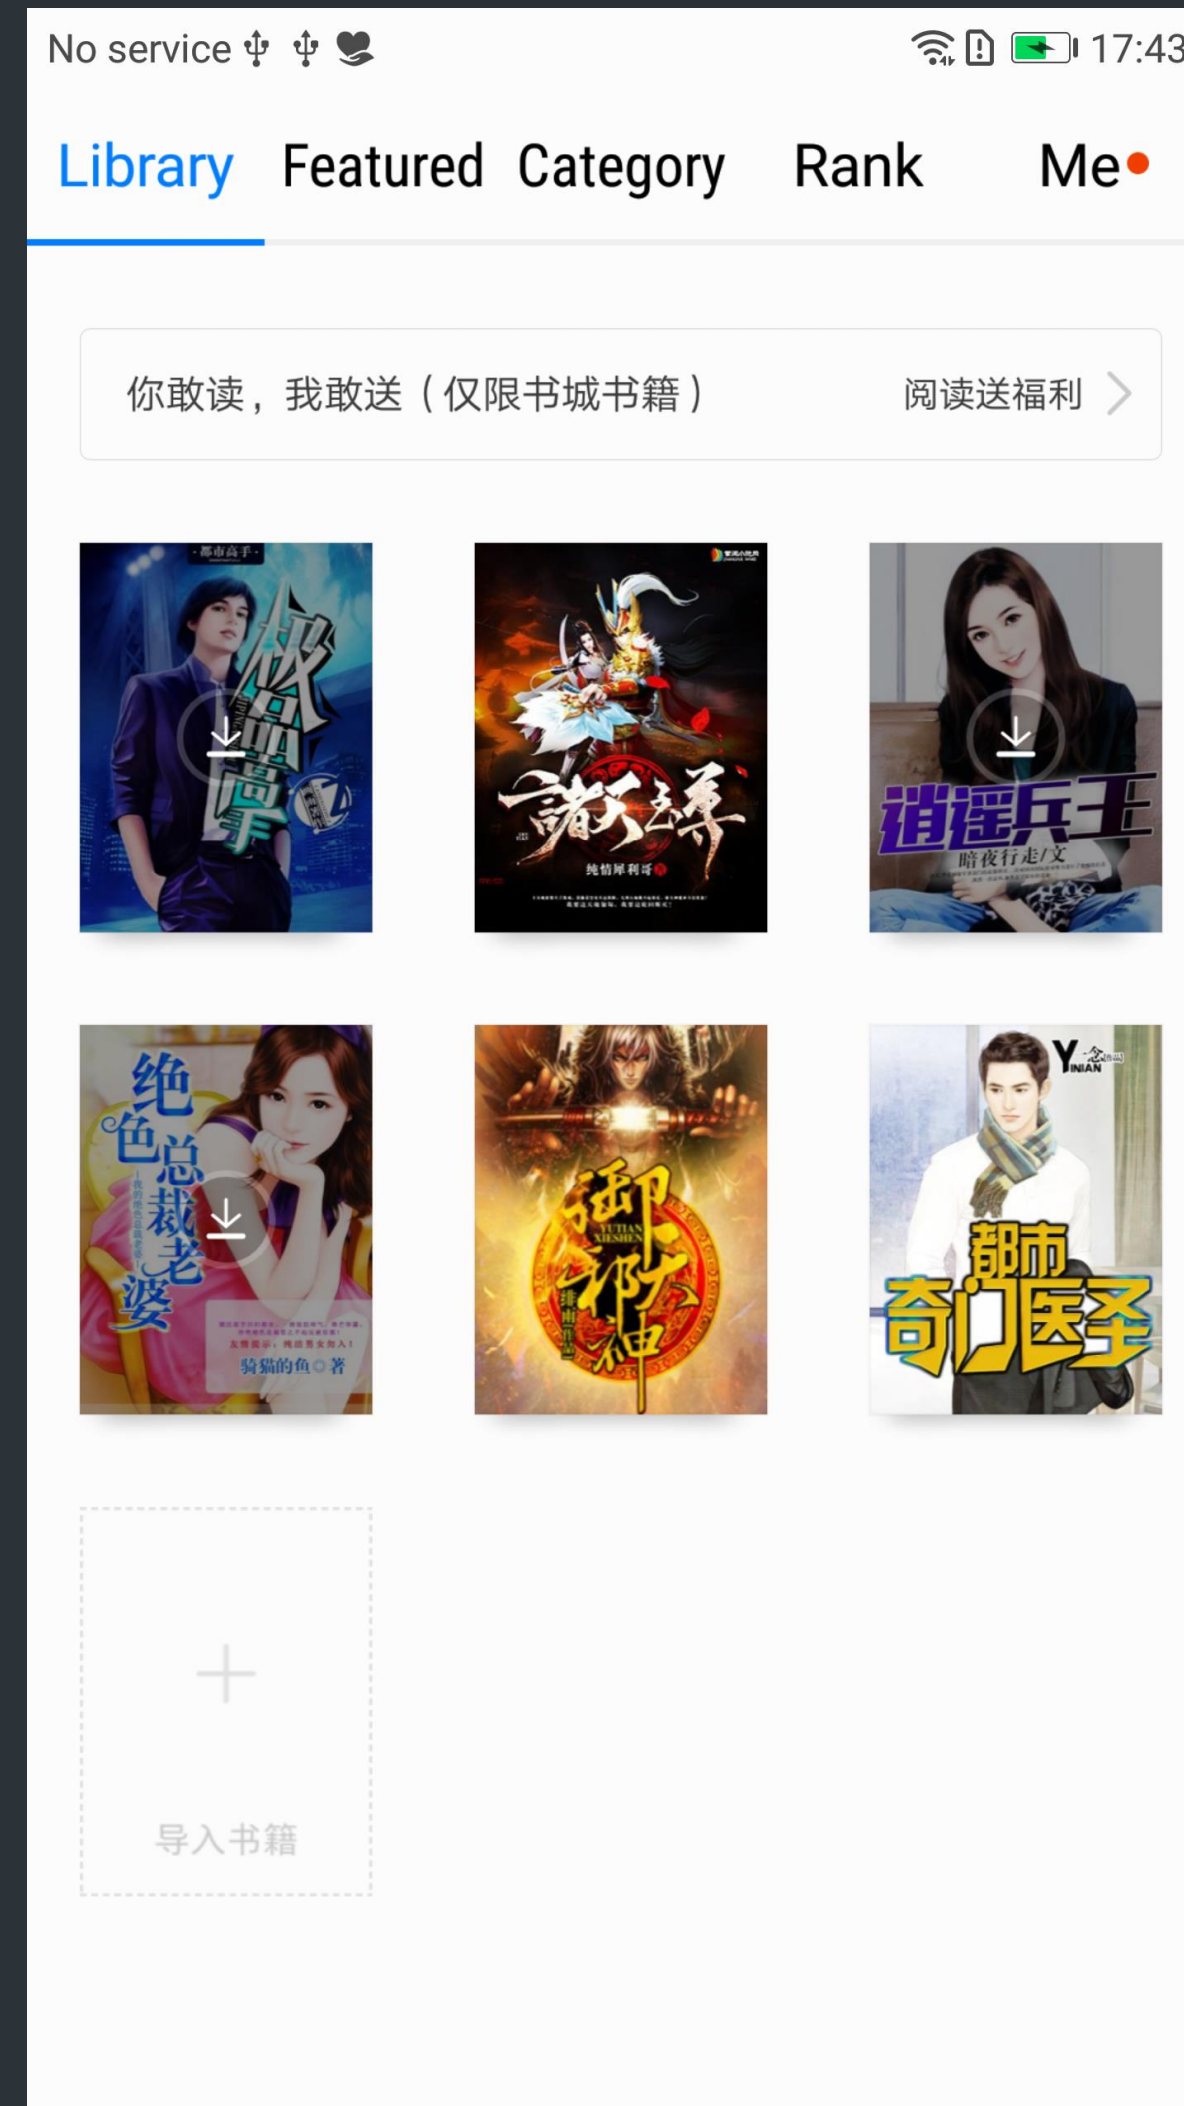 No service
17:43
Library Featured Category Rank Me
你敢读，我敢送（仅限书城书籍）
阅读送福利
·都市高手·
极品高手
諸天至尊
纯情犀利哥
逍遥兵王
暗夜行走/文
绝色总裁老婆
骑猫的鱼◎著
御天邪神
YUTIAN
XIESHEN
YINIAN
一念
都市
奇门医圣
导入书籍